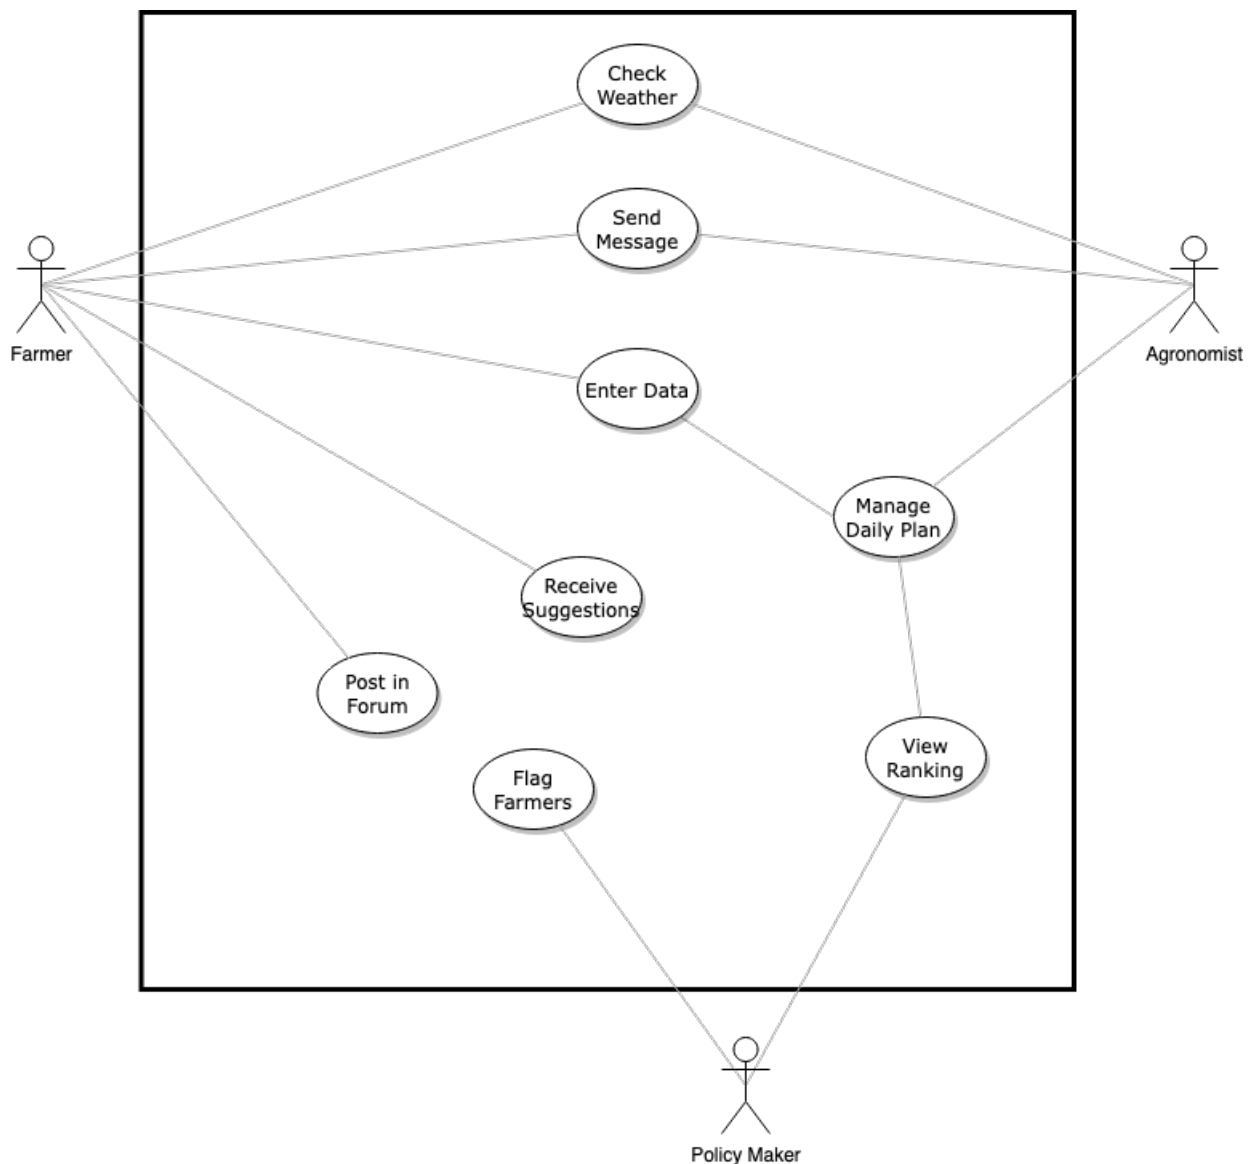 Check
Weather
Send
Message
Farmer
Agronomist
Enter Data
Manage
Daily Plan
Receive
Suggestions
Post in
Forum
View
Ranking
Flag
Farmers
Policy Maker